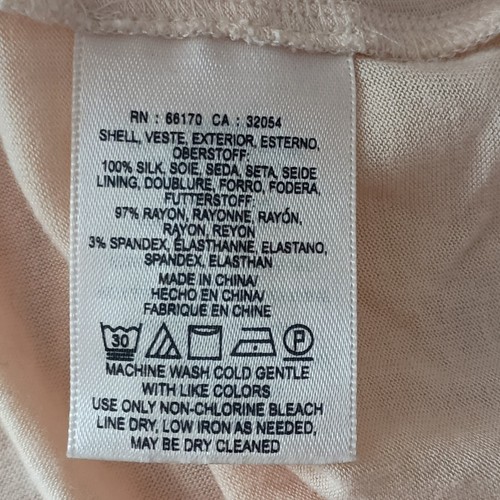 RN : 66170 CA : 32054
SHELL, VESTE, EXTERIOR, ESTERNO,
OBERSTOFF:
100% SILK, SOIE, SEDA, SETA, SEIDE
LINING, DOUBLURE, FORRO, FODERA,
FUTTERSTOFF:
97% RAYON, RAYONNE, RAYÓN,
RAYON, REYON
3% SPANDEX, ÉLASTHANNE, ELASTANO,
SPANDEX, ELASTHAN
MADE IN CHINA/
HECHO EN CHINA/
FABRIQUE EN CHINE
30 P
MACHINE WASH COLD GENTLE
WITH LIKE COLORS
USE ONLY NON-CHLORINE BLEACH
LINE DRY, LOW IRON AS NEEDED,
MAY BE DRY CLEANED